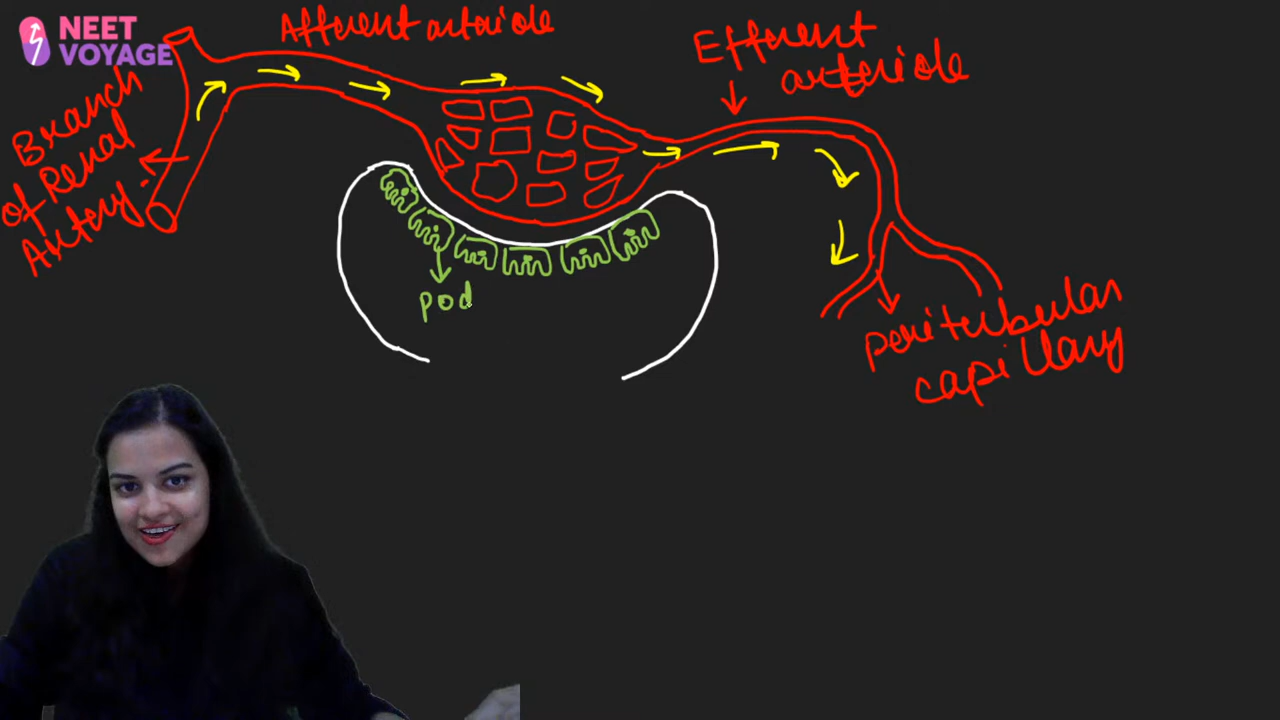 NEET
VOYAGE
Afferent arteriole
Efferent
arteriole
Branch
of Renal
Artery
pod
peritubular
capillary